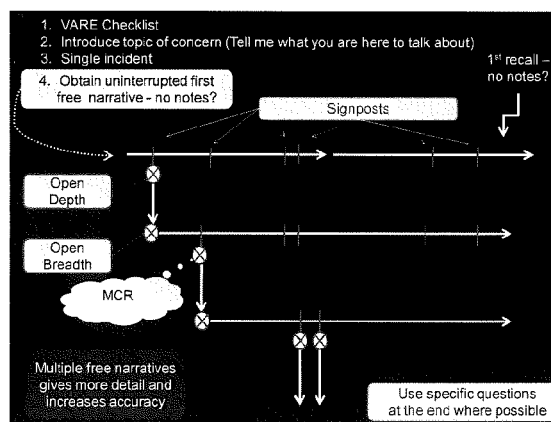 1. VARE Checklist
2. Introduce topic of concern (Tell me what you are here to talk about)
3. Single incident
4. Obtain uninterrupted first
free narrative - no notes?
1st recall –
no notes?
Signposts
Open
Depth
Open
Breadth
MCR
Multiple free narratives
gives more detail and
increases accuracy
Use specific questions
at the end where possible